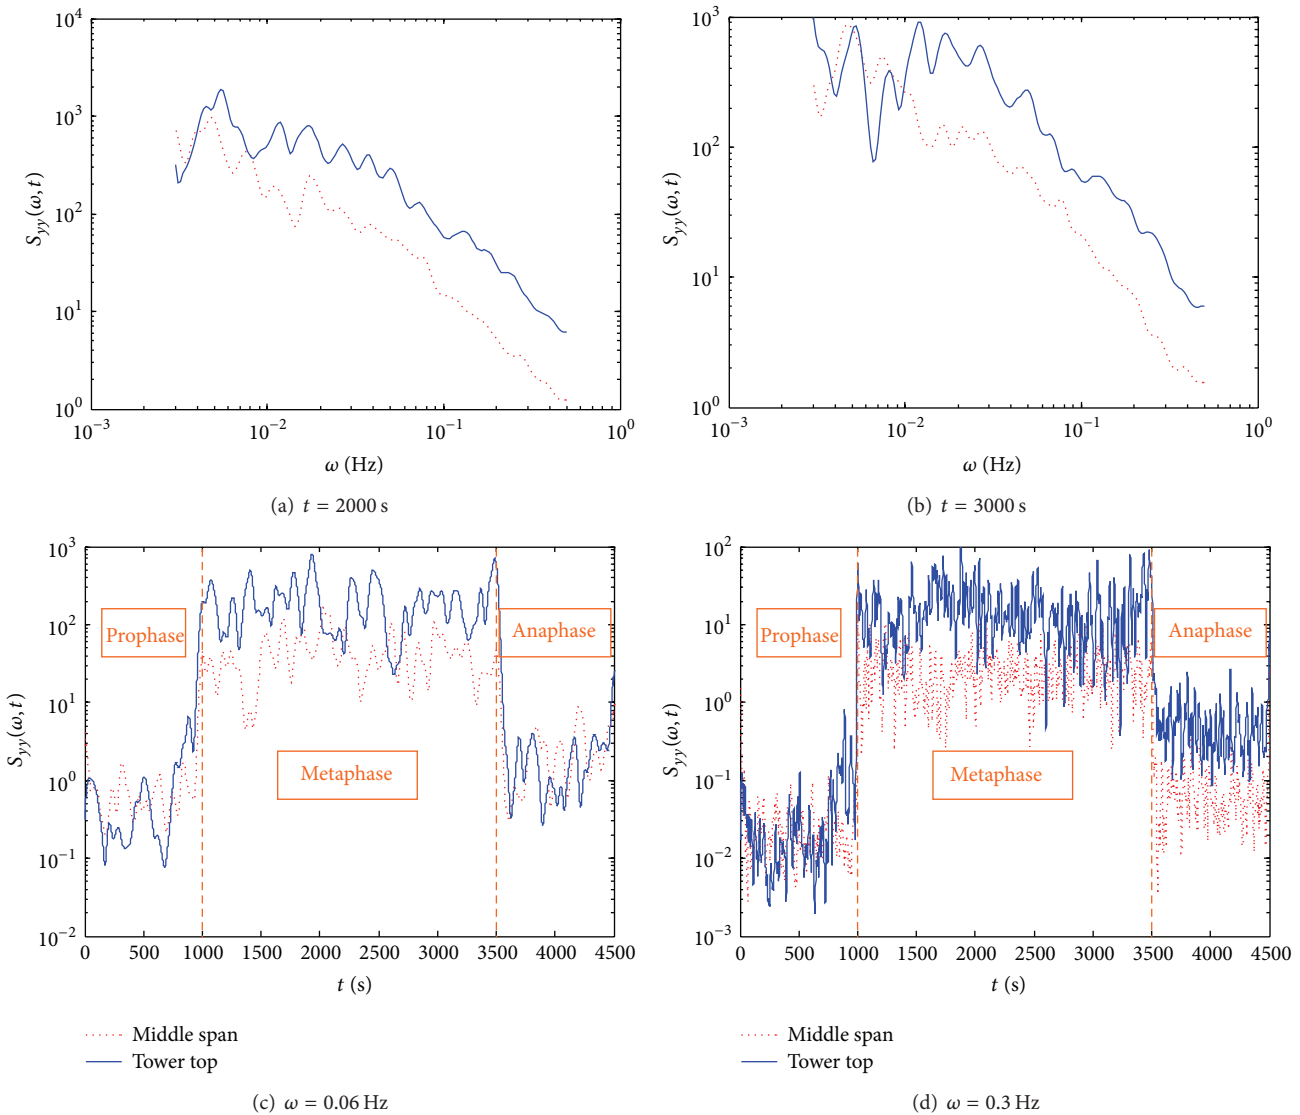 10^4
10^3
10^2
10^1
10^0
S_yy(ω, t)
10^−3
10^−2
10^−1
10^0
ω (Hz)
(a) t = 2000 s
10^3
10^2
10^1
10^0
S_yy(ω, t)
10^−3
10^−2
10^−1
10^0
ω (Hz)
(b) t = 3000 s
10^3
10^2
10^1
10^0
10^−1
10^−2
S_yy(ω, t)
Prophase
Metaphase
Anaphase
0 500 1000 1500 2000 2500 3000 3500 4000 4500
t (s)
Middle span
Tower top
(c) ω = 0.06 Hz
10^2
10^1
10^0
10^−1
10^−2
10^−3
S_yy(ω, t)
Prophase
Metaphase
Anaphase
0 500 1000 1500 2000 2500 3000 3500 4000 4500
t (s)
Middle span
Tower top
(d) ω = 0.3 Hz